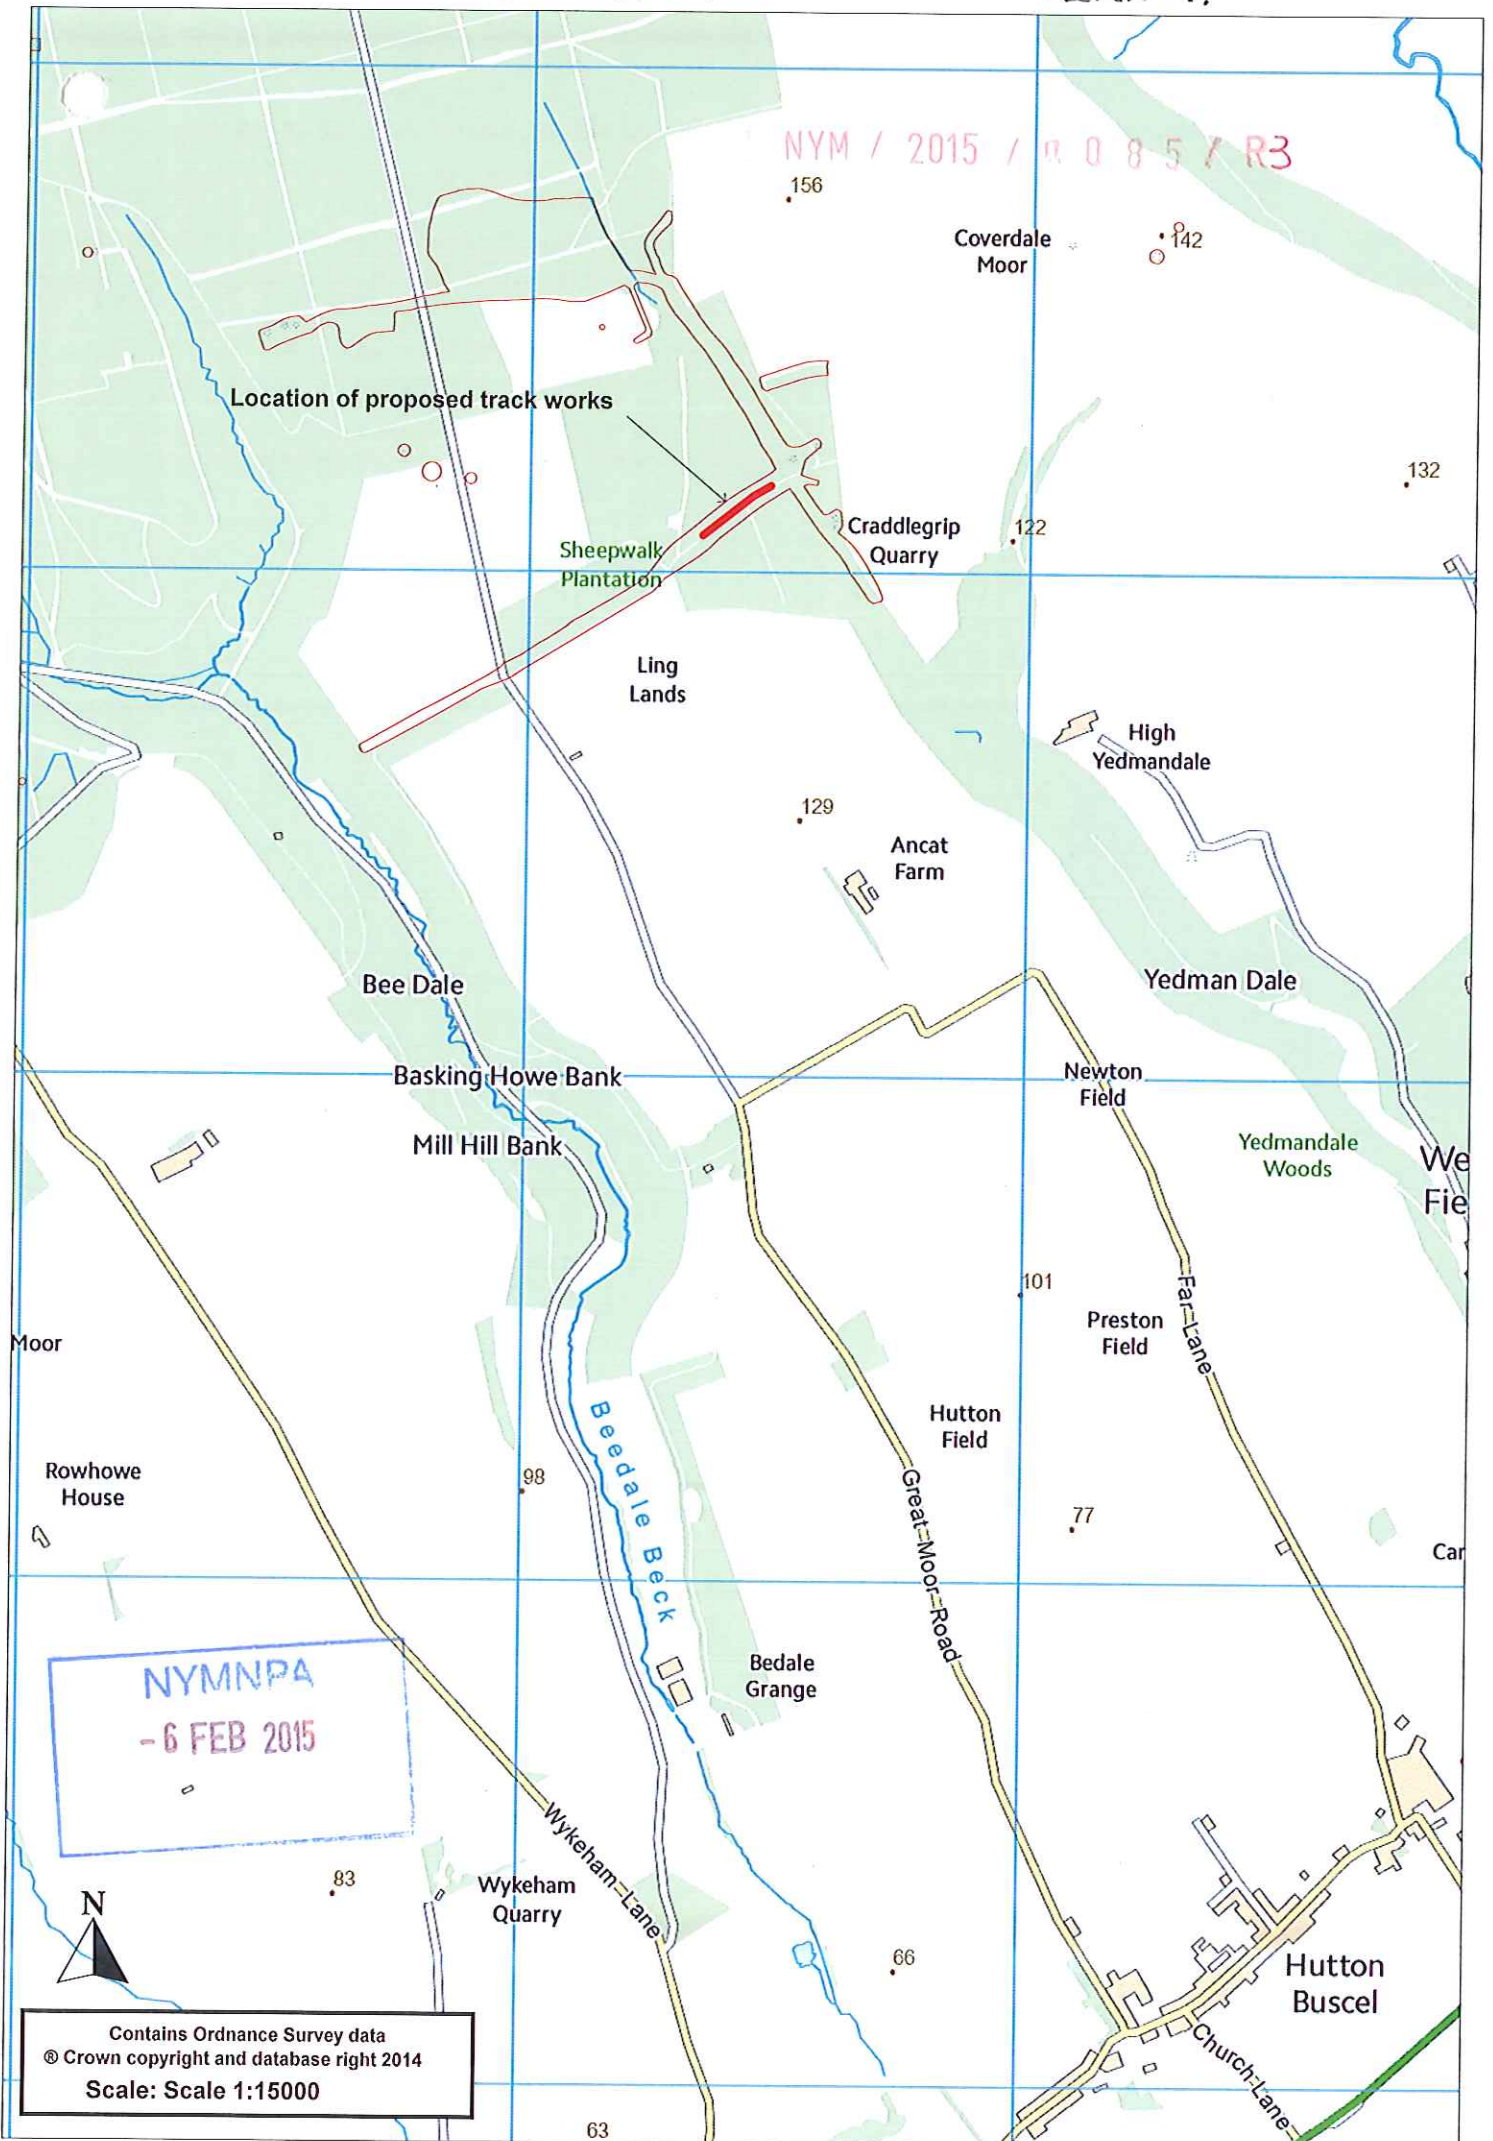 NYM / 2015 / 0 0 8 5 / R3
156
Coverdale
Moor
142
Location of proposed track works
132
Craddlegrip
Quarry
122
Sheepwalk
Plantation
Ling
Lands
High
Yedmandale
129
Ancat
Farm
Bee Dale
Yedman Dale
Basking Howe Bank
Newton
Field
Mill Hill Bank
Yedmandale
Woods
We
Fie
101
Far Lane
Preston
Field
Moor
Hutton
Field
Beedale Beck
Rowhowe
House
98
Great Moor Road
77
Car
NYMNPA
- 6 FEB 2015
Bedale
Grange
Wykeham Lane
83
Wykeham
Quarry
N
66
Hutton
Buscel
Church Lane
Contains Ordnance Survey data
® Crown copyright and database right 2014
Scale: Scale 1:15000
63